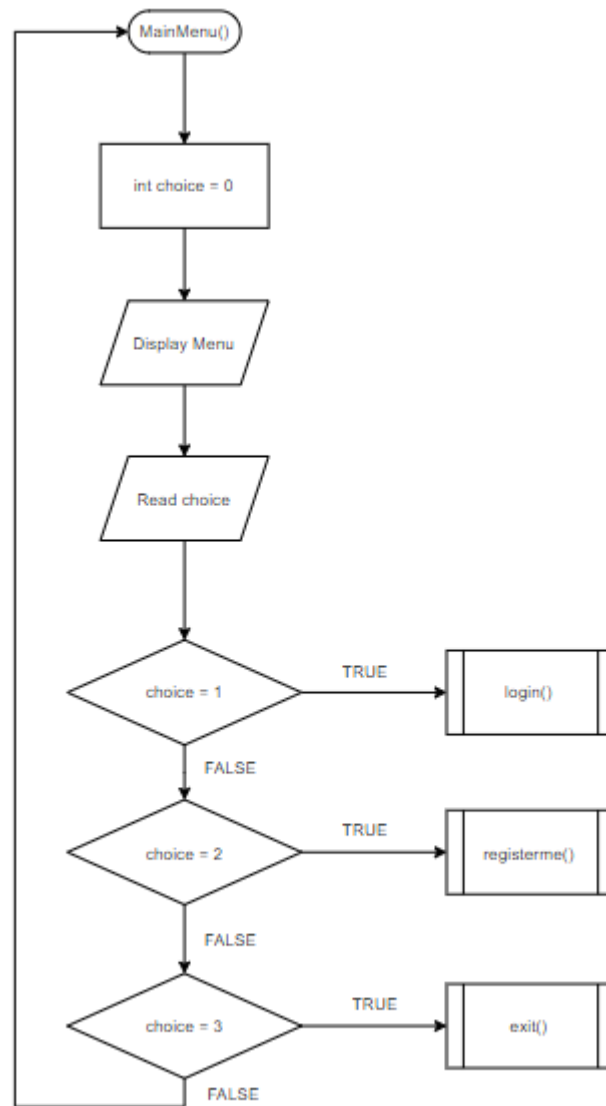 MainMenu()
int choice = 0
Display Menu
Read choice
choice = 1
TRUE
login()
FALSE
choice = 2
TRUE
registerme()
FALSE
choice = 3
TRUE
exit()
FALSE